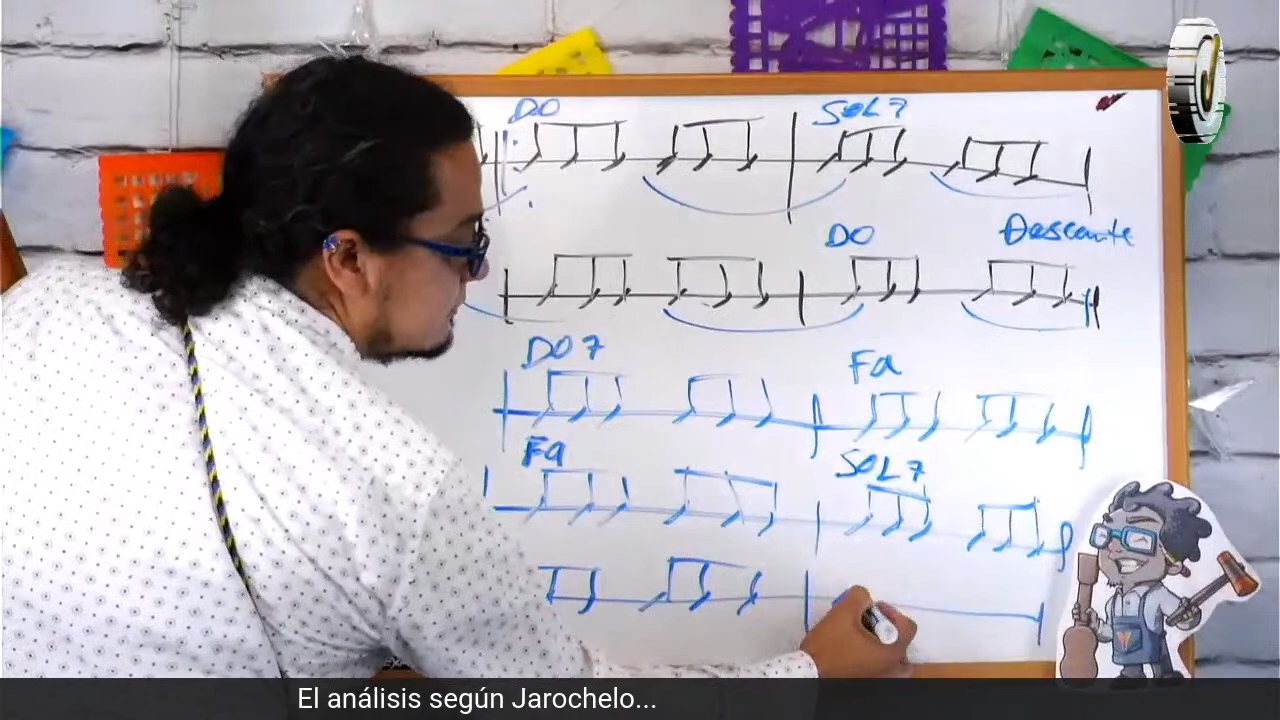 DO SOL7
DO Descante
DO7 Fa
Fa SOL7
El análisis según Jarochelo...